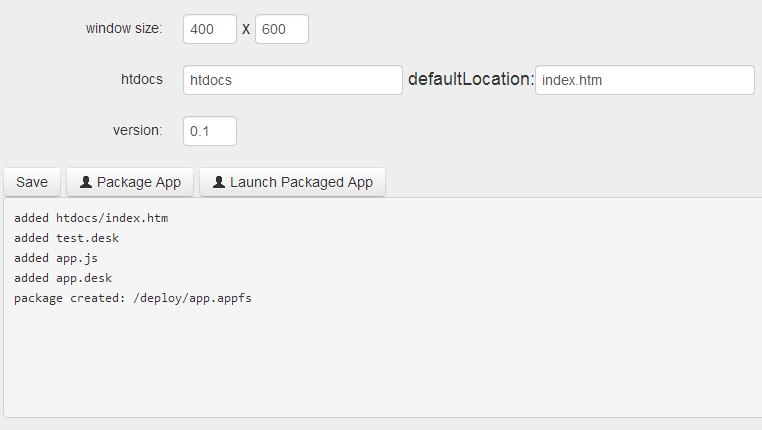 window size: 400 x 600
htdocs htdocs defaultLocation: index.htm
version: 0.1
Save Package App Launch Packaged App
added htdocs/index.htm
added test.desk
added app.js
added app.desk
package created: /deploy/app.appfs